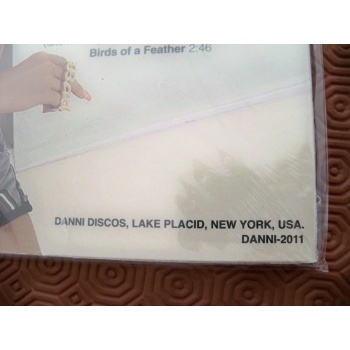 Birds of a Feather 2:46
DANNI DISCOS, LAKE PLACID, NEW YORK, USA.
DANNI-2011